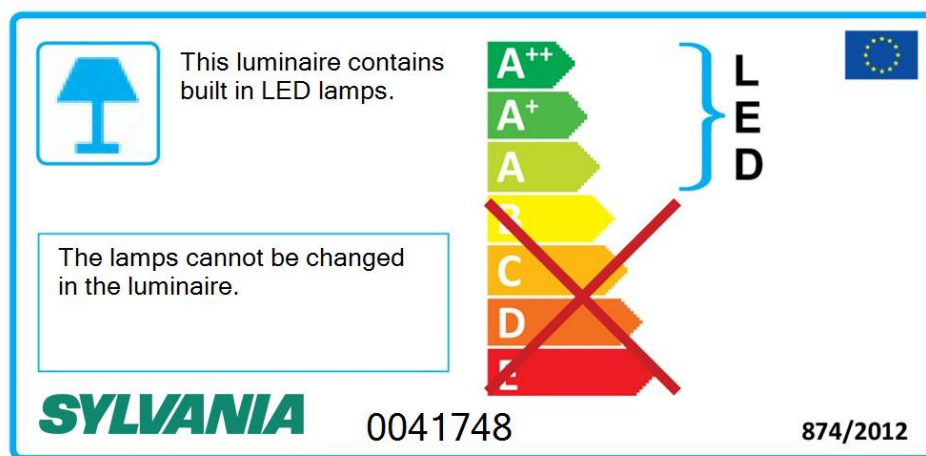 This luminaire contains
built in LED lamps.
The lamps cannot be changed
in the luminaire.
A++
A+
A
B
C
D
E
L
E
D
SYLVANIA
0041748
874/2012